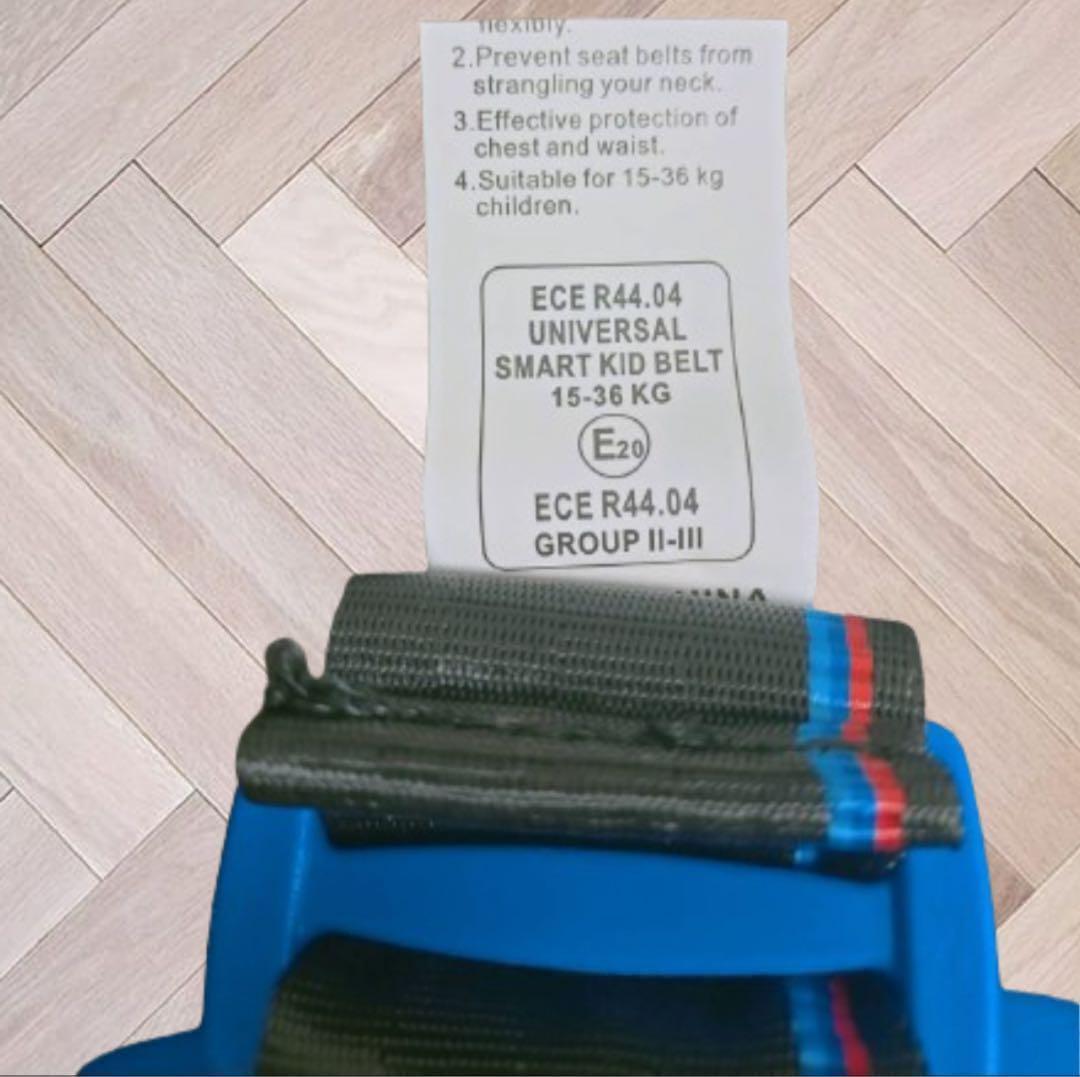 flexibly.
2.Prevent seat belts from
strangling your neck.
3.Effective protection of
chest and waist.
4.Suitable for 15-36 kg
children.
ECE R44.04
UNIVERSAL
SMART KID BELT
15-36 KG
E20
ECE R44.04
GROUP II-III